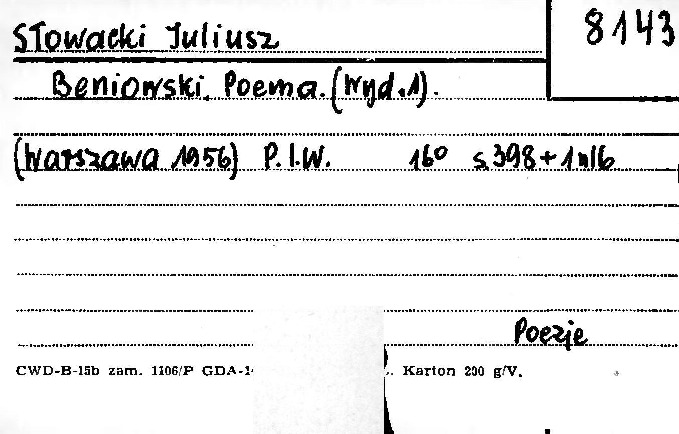 Słowacki Juliusz
8143
Beniowski. Poema. (Wyd. 1).
(Warszawa 1956) P.I.W. 16° s. 398 + 1 nlb
Poezje
CWD-B-15b zam. 1106/P GDA-1
. Karton 200 g/V.